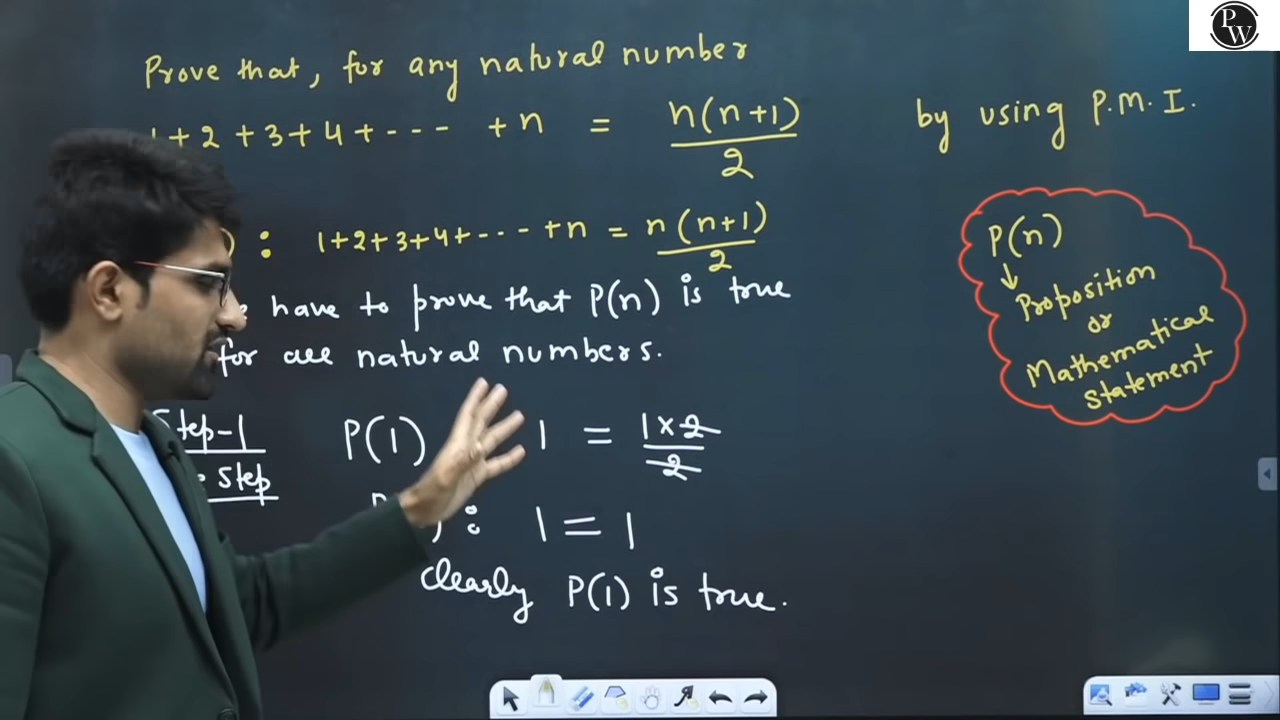 PW
Prove that, for any natural number
1+2+3+4+--- +n = n(n+1)/2 by using P.M.I.
) : 1+2+3+4+---+n = n(n+1)/2
have to prove that P(n) is true
for all natural numbers.
Step-1 P(1) 1 = 1×2/2
Step
: 1=1
clearly P(1) is true.
P(n)
↓
Proposition
or
Mathematical
Statement